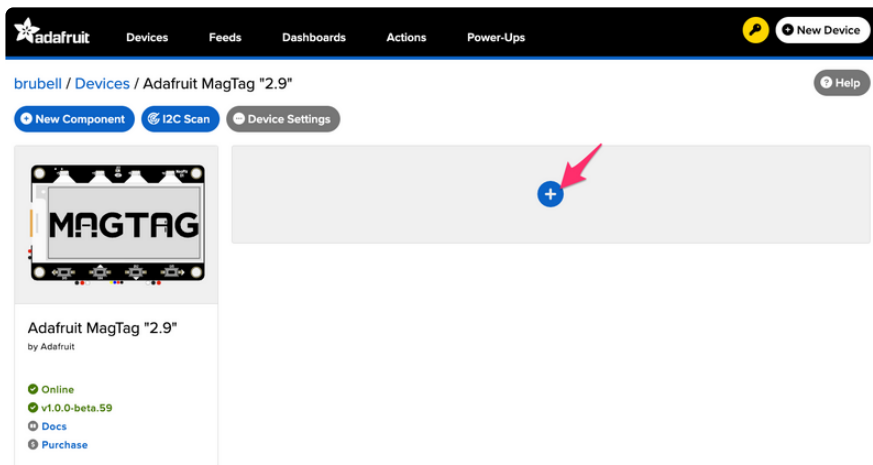 adafruit Devices Feeds Dashboards Actions Power-Ups New Device
brubell / Devices / Adafruit MagTag "2.9" Help
New Component I2C Scan Device Settings
MAGTAG
Adafruit MagTag "2.9"
by Adafruit
Online
v1.0.0-beta.59
Docs
Purchase